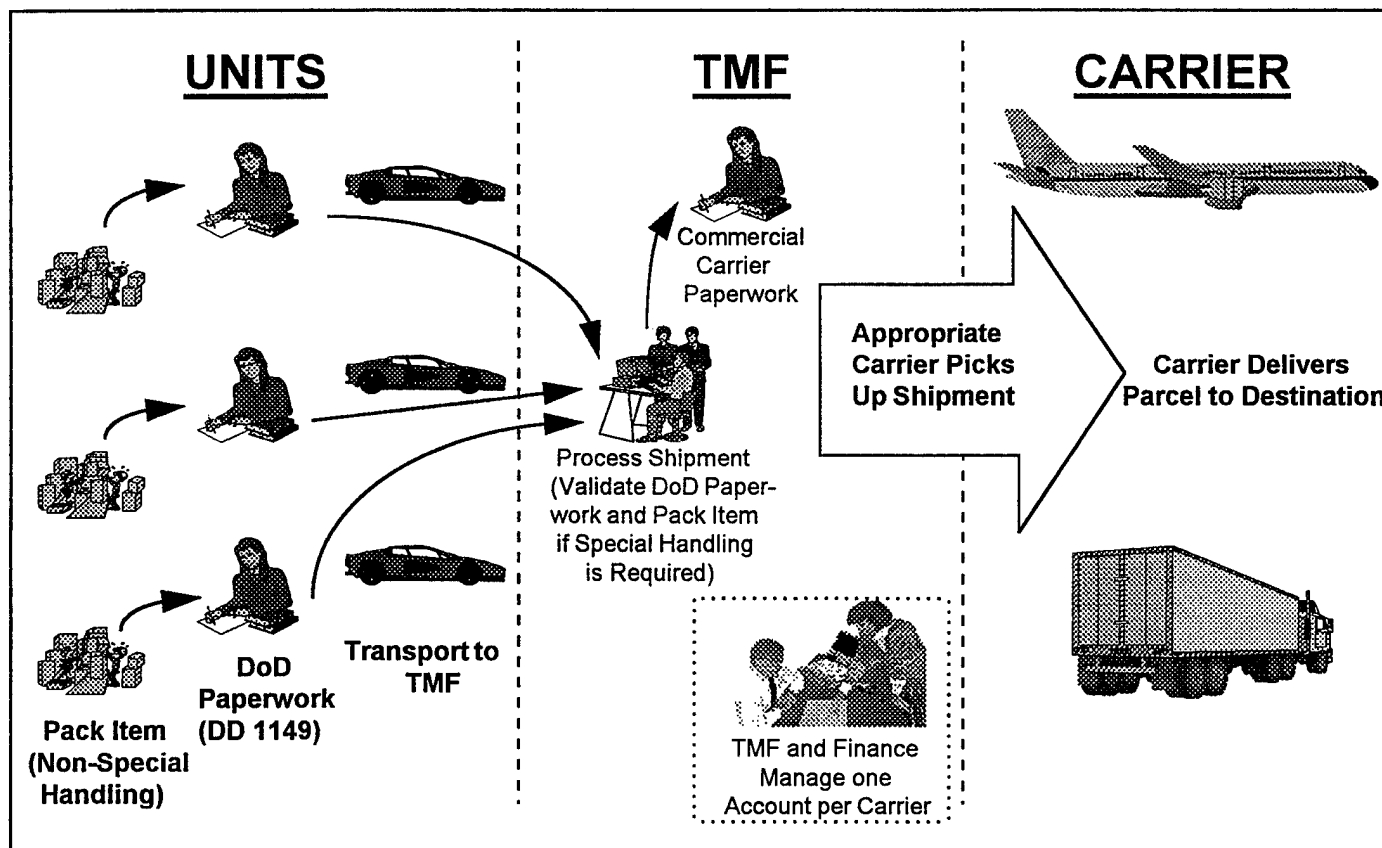 UNITS
Pack Item
(Non-Special
Handling)
DoD
Paperwork
(DD 1149)
Transport to
TMF
TMF
Commercial
Carrier
Paperwork
Process Shipment
(Validate DoD Paper-
work and Pack Item
if Special Handling
is Required)
TMF and Finance
Manage one
Account per Carrier
Appropriate
Carrier Picks
Up Shipment
CARRIER
Carrier Delivers
Parcel to Destination